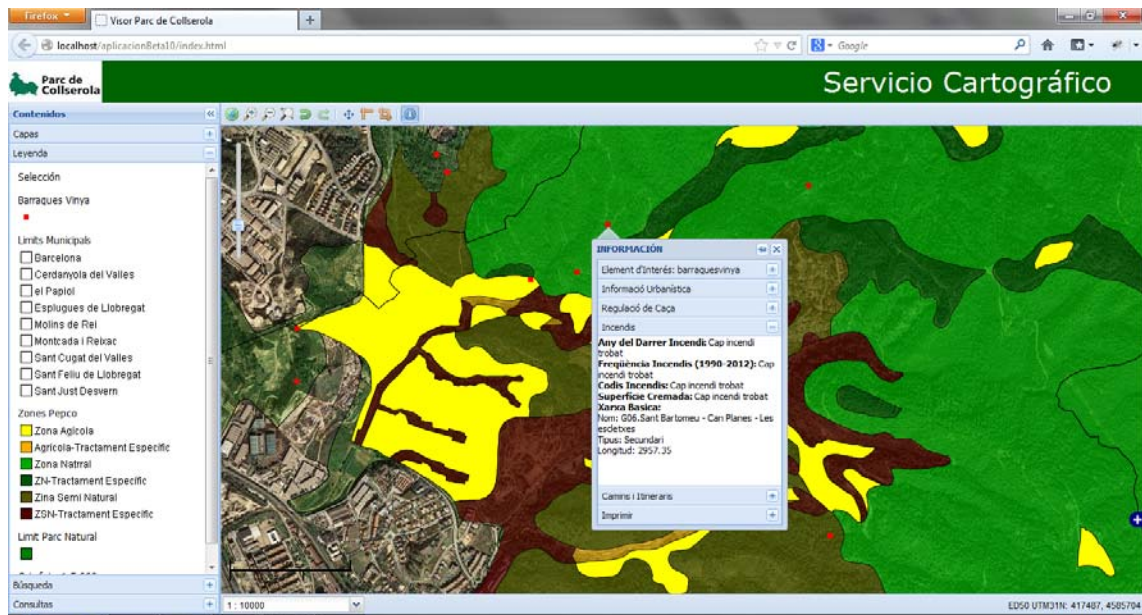 Firefox
Visor Parc de Collserola
localhost/aplicacionBeta10/index.html
Google
Parc de
Collserola
Servicio Cartográfico
Contenidos
Capas
Leyenda
Selección
Barraques Vinya
Limits Municipals
Barcelona
Cerdanyola del Valles
el Papiol
Esplugues de Llobregat
Molins de Rei
Montcada i Reixac
Sant Cugat del Valles
Sant Feliu de Llobregat
Sant Just Desvern
Zones Pepco
Zona Agicola
Agricola-Tractament Específic
Zona Natrral
ZN-Tractament Específic
Zina Semi Natural
ZSN-Tractament Específic
Limit Parc Natural
Búsqueda
Consultas
INFORMACIÓN
Element d'Interés: barraquesvinya
Informació Urbanística
Regulació de Caça
Incendis
Any del Darrer Incendi: Cap incendi
trobat
Freqüència Incendis (1990-2012): Cap
incendi trobat
Codis Incendis: Cap incendi trobat
Superfície Cremada: Cap incendi trobat
Xarxa Basica:
Nom: G06.Sant Bartomeu - Can Planes - Les
escletxes
Tipus: Secundari
Longitud: 2957.35
Camins i Itineraris
Imprimir
1 : 10000
ED50 UTM31N: 417487, 4585704